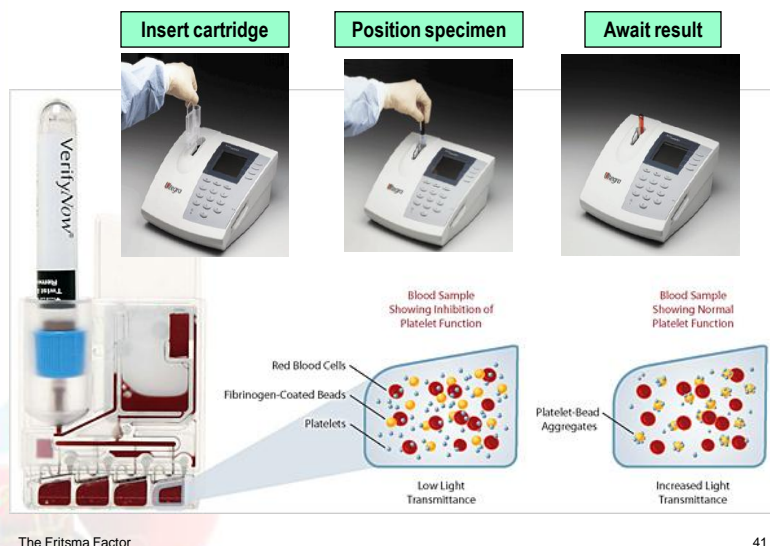 Insert cartridge
Position specimen
Await result
VerifyNow®
Blood Sample
Showing Inhibition of
Platelet Function
Blood Sample
Showing Normal
Platelet Function
Red Blood Cells
Fibrinogen-Coated Beads
Platelets
Platelet-Bead
Aggregates
Low Light
Transmittance
Increased Light
Transmittance
The Fritsma Factor
41